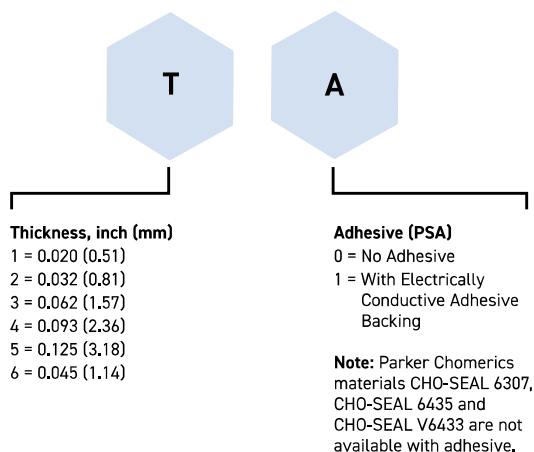 T
A
Thickness, inch (mm)
1 = 0.020 (0.51)
2 = 0.032 (0.81)
3 = 0.062 (1.57)
4 = 0.093 (2.36)
5 = 0.125 (3.18)
6 = 0.045 (1.14)
Adhesive (PSA)
0 = No Adhesive
1 = With Electrically
Conductive Adhesive
Backing
Note: Parker Chomerics
materials CHO-SEAL 6307,
CHO-SEAL 6435 and
CHO-SEAL V6433 are not
available with adhesive.